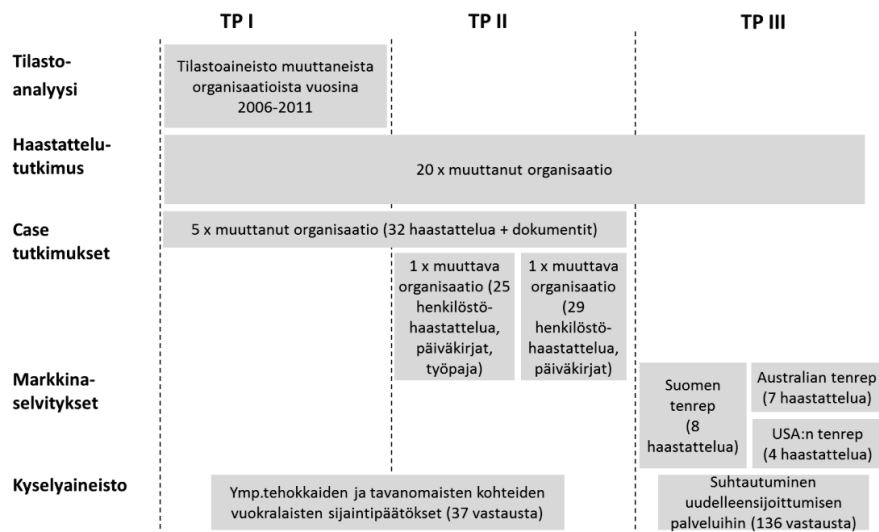 TP I
TP II
TP III
Tilasto-
analyysi
Tilastoaineisto muuttaneista
organisaatioista vuosina
2006-2011
Haastattelu-
tutkimus
20 x muuttanut organisaatio
Case
tutkimukset
5 x muuttanut organisaatio (32 haastattelua + dokumentit)
1 x muuttava
organisaatio (25
henkilöstö-
haastattelua,
päiväkirjat,
työpaja)
1 x muuttava
organisaatio
(29
henkilöstö-
haastattelua,
päiväkirjat)
Markkina-
selvitykset
Suomen
tenrep
(8
haastattelua)
Australian tenrep
(7 haastattelua)
USA:n tenrep
(4 haastattelua)
Kyselyaineisto
Ymp.tehokkaiden ja tavanomaisten kohteiden
vuokralaisten sijaintipäätökset (37 vastausta)
Suhtautuminen
uudelleensijoittumisen
palveluihin (136 vastausta)